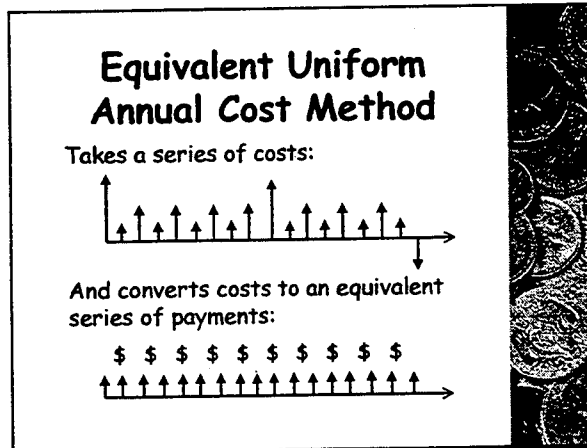 Equivalent Uniform
Annual Cost Method
Takes a series of costs:
And converts costs to an equivalent
series of payments:
$ $ $ $ $ $ $ $ $ $